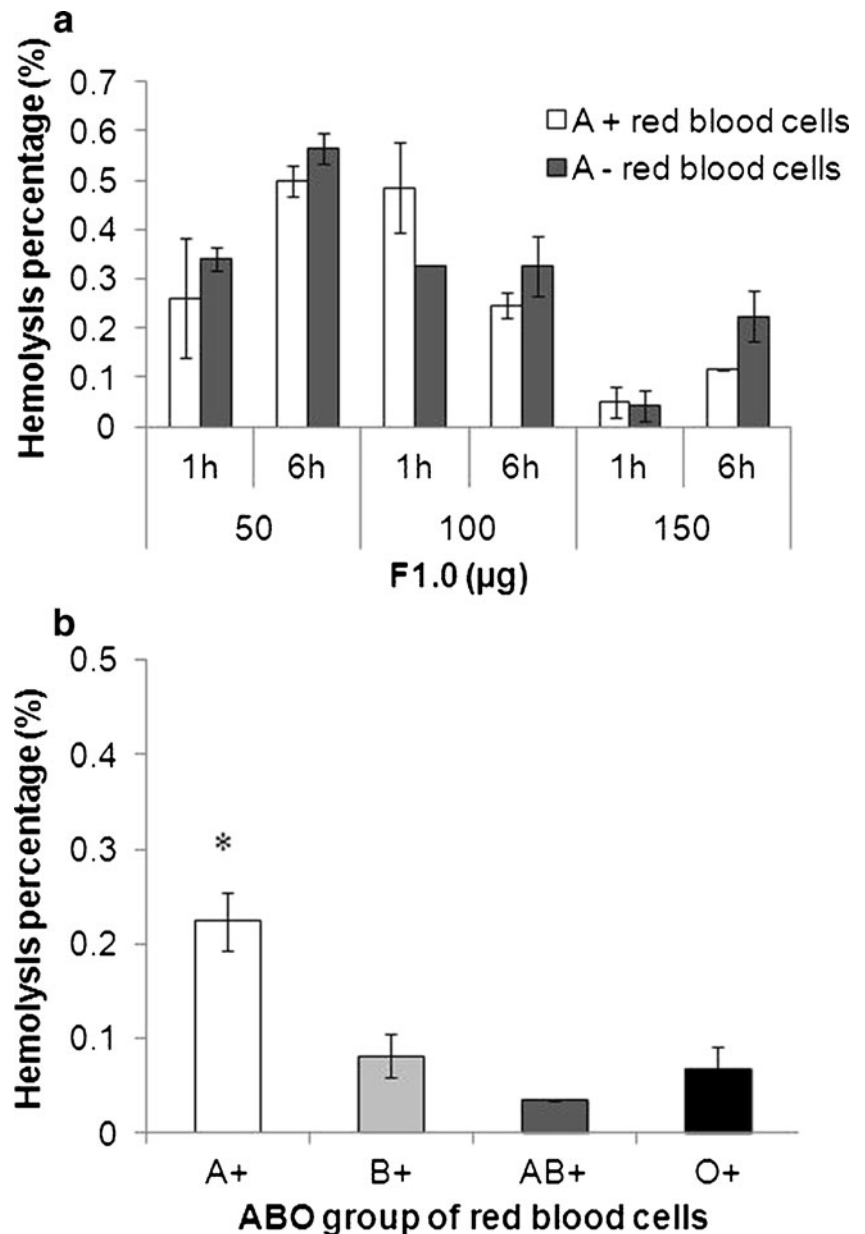 a
Hemolysis percentage (%)
0.7
0.6
0.5
0.4
0.3
0.2
0.1
0
A + red blood cells
A - red blood cells
1h 6h 1h 6h 1h 6h
50 100 150
F1.0 (µg)
b
Hemolysis percentage (%)
0.5
0.4
0.3
0.2
0.1
0
*
A+ B+ AB+ O+
ABO group of red blood cells